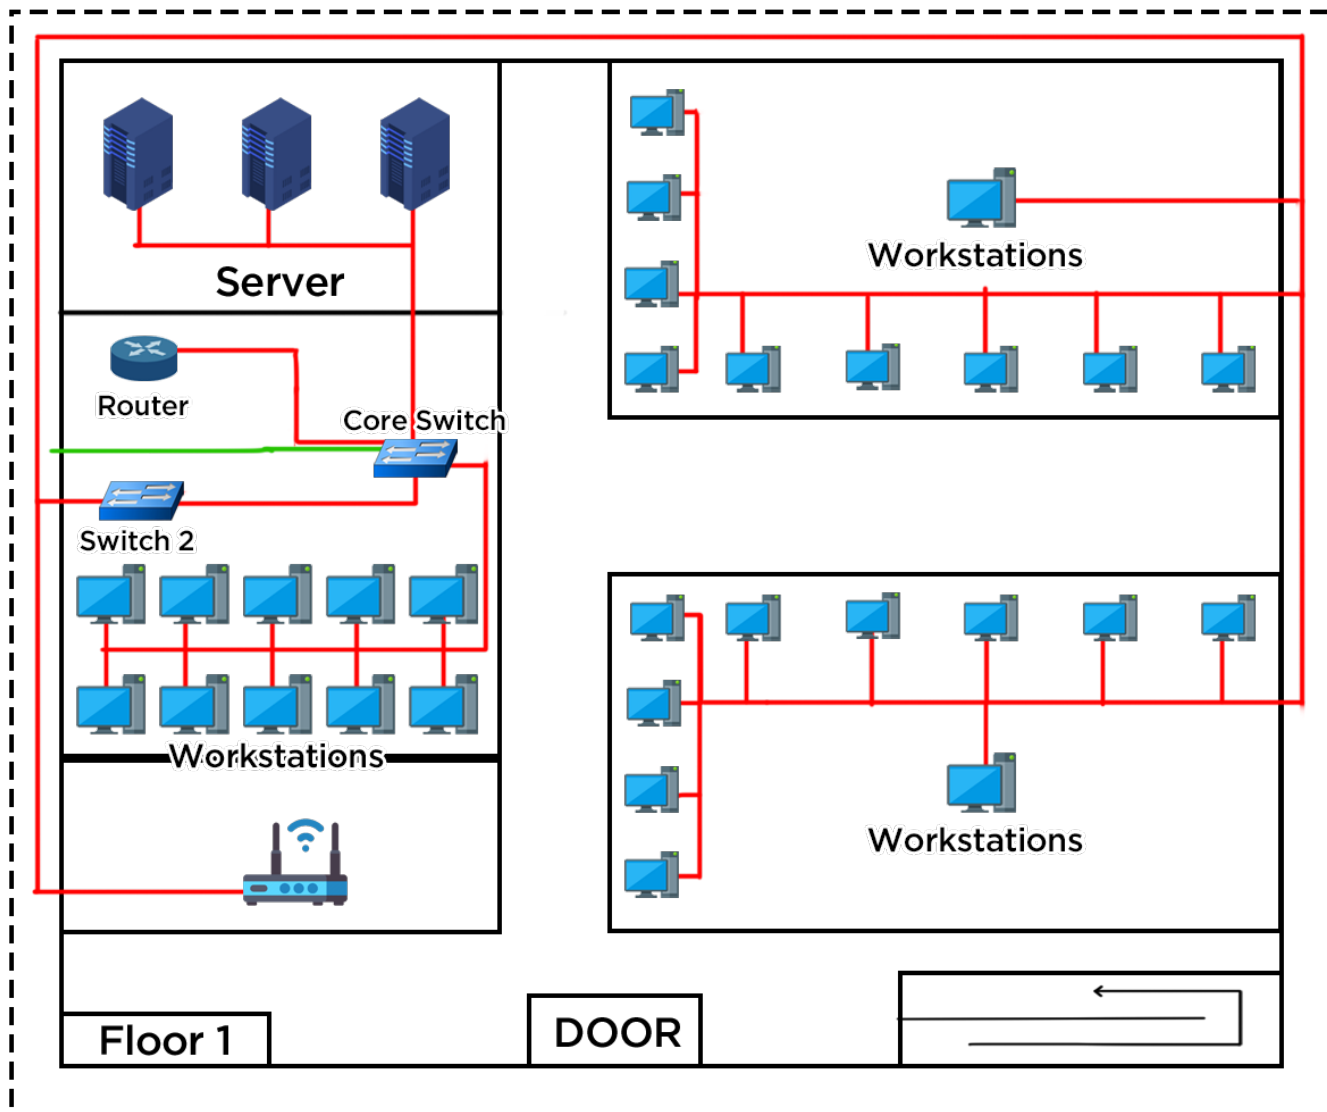 Server
Workstations
Router
Core Switch
Switch 2
Workstations
Workstations
Floor 1
DOOR